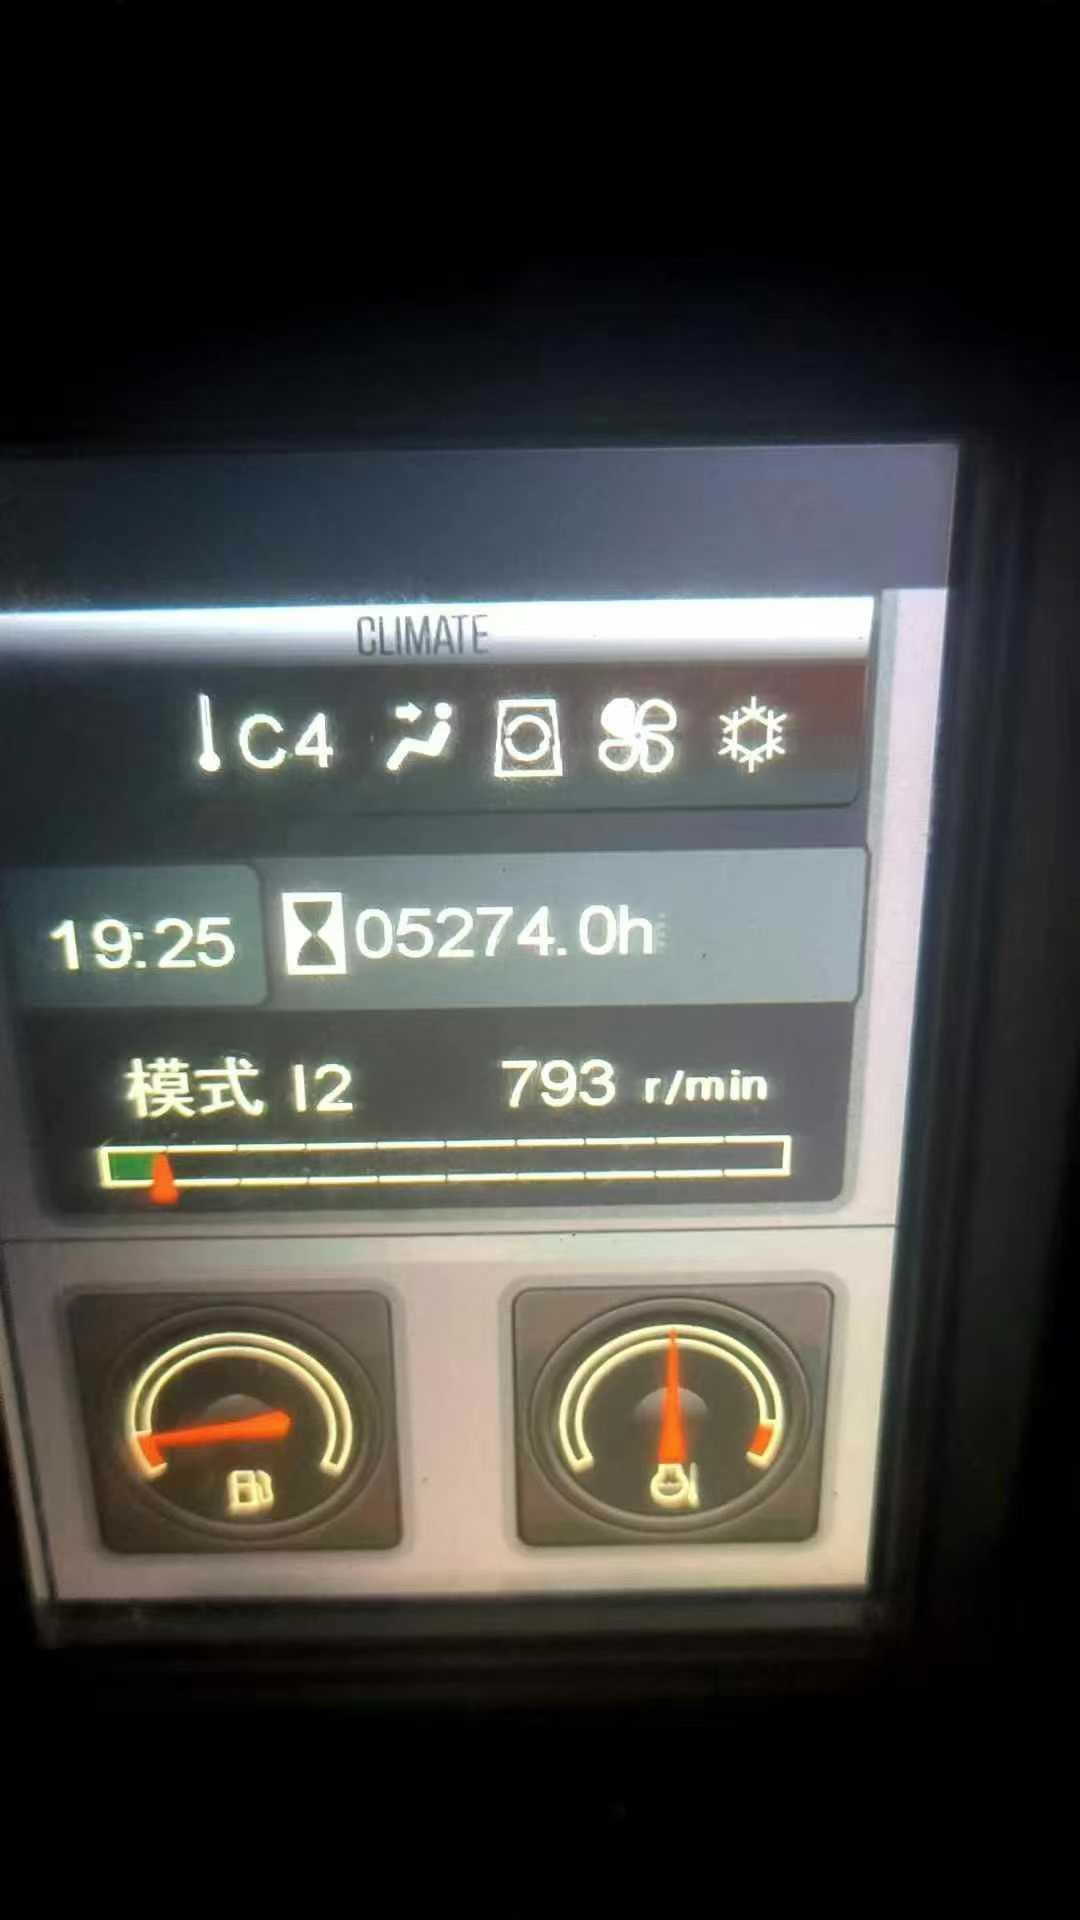 CLIMATE
C4
19:25 05274.0h
模式 I2 793 r/min